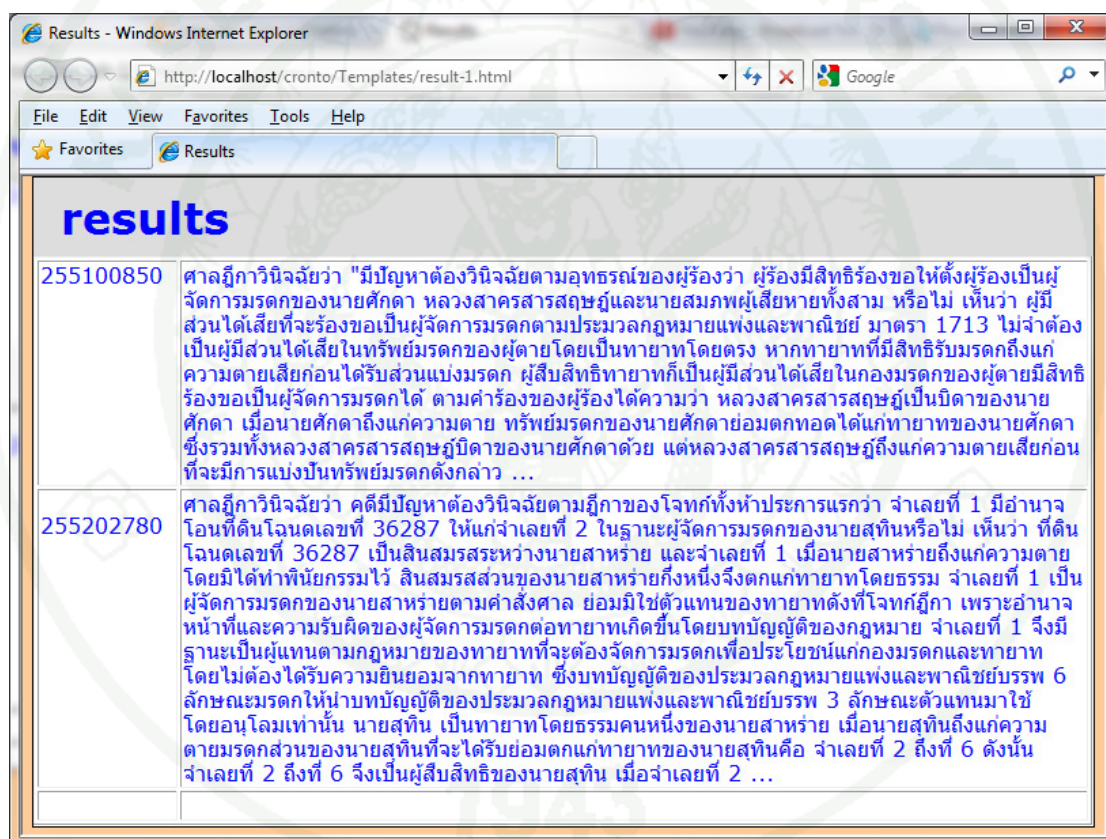 Results - Windows Internet Explorer
http://localhost/cronto/Templates/result-1.html
Google
File Edit View Favorites Tools Help
Favorites
Results
results
255100850
ศาลฎีกาวินิจฉัยว่า "มีปัญหาต้องวินิจฉัยตามอุทธรณ์ของผู้ร้องว่า ผู้ร้องมีสิทธิร้องขอให้ตั้งผู้ร้องเป็นผู้
จัดการมรดกของนายศักดา หลวงสาครสารสฤษฎ์และนายสมภพผู้เสียหายทั้งสาม หรือไม่ เห็นว่า ผู้มี
ส่วนได้เสียที่จะร้องขอเป็นผู้จัดการมรดกตามประมวลกฎหมายแพ่งและพาณิชย์ มาตรา 1713 ไม่จำต้อง
เป็นผู้มีส่วนได้เสียในทรัพย์มรดกของผู้ตายโดยเป็นทายาทโดยตรง หากทายาทที่มีสิทธิรับมรดกถึงแก่
ความตายเสียก่อนได้รับส่วนแบ่งมรดก ผู้สืบสิทธิทายาทก็เป็นผู้มีส่วนได้เสียในกองมรดกของผู้ตายมีสิทธิ
ร้องขอเป็นผู้จัดการมรดกได้ ตามคำร้องของผู้ร้องได้ความว่า หลวงสาครสารสฤษฎ์เป็นบิดาของนาย
ศักดา เมื่อนายศักดาถึงแก่ความตาย ทรัพย์มรดกของนายศักดาย่อมตกทอดได้แก่ทายาทของนายศักดา
ซึ่งรวมทั้งหลวงสาครสารสฤษฎ์บิดาของนายศักดาด้วย แต่หลวงสาครสารสฤษฎ์ถึงแก่ความตายเสียก่อน
ที่จะมีการแบ่งปันทรัพย์มรดกดังกล่าว ...
255202780
ศาลฎีกาวินิจฉัยว่า คดีมีปัญหาต้องวินิจฉัยตามฎีกาของโจทก์ทั้งห้าประการแรกว่า จำเลยที่ 1 มีอำนาจ
โอนที่ดินโฉนดเลขที่ 36287 ให้แก่จำเลยที่ 2 ในฐานะผู้จัดการมรดกของนายสุทินหรือไม่ เห็นว่า ที่ดิน
โฉนดเลขที่ 36287 เป็นสินสมรสระหว่างนายสาหร่าย และจำเลยที่ 1 เมื่อนายสาหร่ายถึงแก่ความตาย
โดยมิได้ทำพินัยกรรมไว้ สินสมรสส่วนของนายสาหร่ายกึ่งหนึ่งจึงตกแก่ทายาทโดยธรรม จำเลยที่ 1 เป็น
ผู้จัดการมรดกของนายสาหร่ายตามคำสั่งศาล ย่อมมิใช่ตัวแทนของทายาทดังที่โจทก์ฎีกา เพราะอำนาจ
หน้าที่และความรับผิดของผู้จัดการมรดกต่อทายาทเกิดขึ้นโดยบทบัญญัติของกฎหมาย จำเลยที่ 1 จึงมี
ฐานะเป็นผู้แทนตามกฎหมายของทายาทที่จะต้องจัดการมรดกเพื่อประโยชน์แก่กองมรดกและทายาท
โดยไม่ต้องได้รับความยินยอมจากทายาท ซึ่งบทบัญญัติของประมวลกฎหมายแพ่งและพาณิชย์บรรพ 6
ลักษณะมรดกให้นำบทบัญญัติของประมวลกฎหมายแพ่งและพาณิชย์บรรพ 3 ลักษณะตัวแทนมาใช้
โดยอนุโลมเท่านั้น นายสุทิน เป็นทายาทโดยธรรมคนหนึ่งของนายสาหร่าย เมื่อนายสุทินถึงแก่ความ
ตายมรดกส่วนของนายสุทินที่จะได้รับย่อมตกแก่ทายาทของนายสุทินคือ จำเลยที่ 2 ถึงที่ 6 ดังนั้น
จำเลยที่ 2 ถึงที่ 6 จึงเป็นผู้สืบสิทธิของนายสุทิน เมื่อจำเลยที่ 2 ...
1943